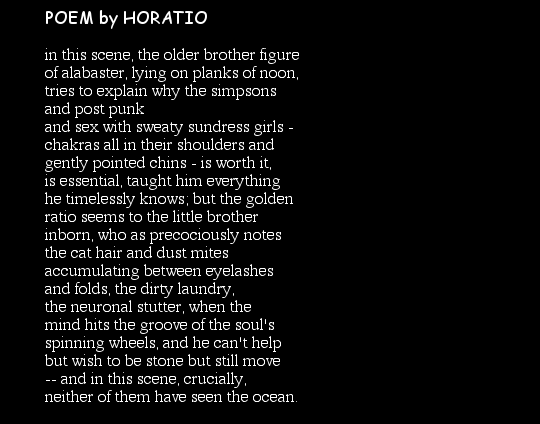 POEM by HORATIO
in this scene, the older brother figure
of alabaster, lying on planks of noon,
tries to explain why the simpsons
and post punk
and sex with sweaty sundress girls -
chakras all in their shoulders and
gently pointed chins - is worth it,
is essential, taught him everything
he timelessly knows; but the golden
ratio seems to the little brother
inborn, who as precociously notes
the cat hair and dust mites
accumulating between eyelashes
and folds, the dirty laundry,
the neuronal stutter, when the
mind hits the groove of the soul's
spinning wheels, and he can't help
but wish to be stone but still move
-- and in this scene, crucially,
neither of them have seen the ocean.